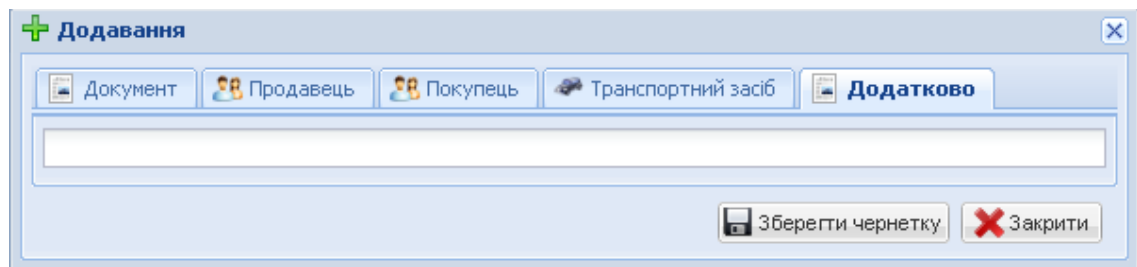 Додавання
Документ Продавець Покупець Транспортний засіб Додатково
Зберегти чернетку Закрити